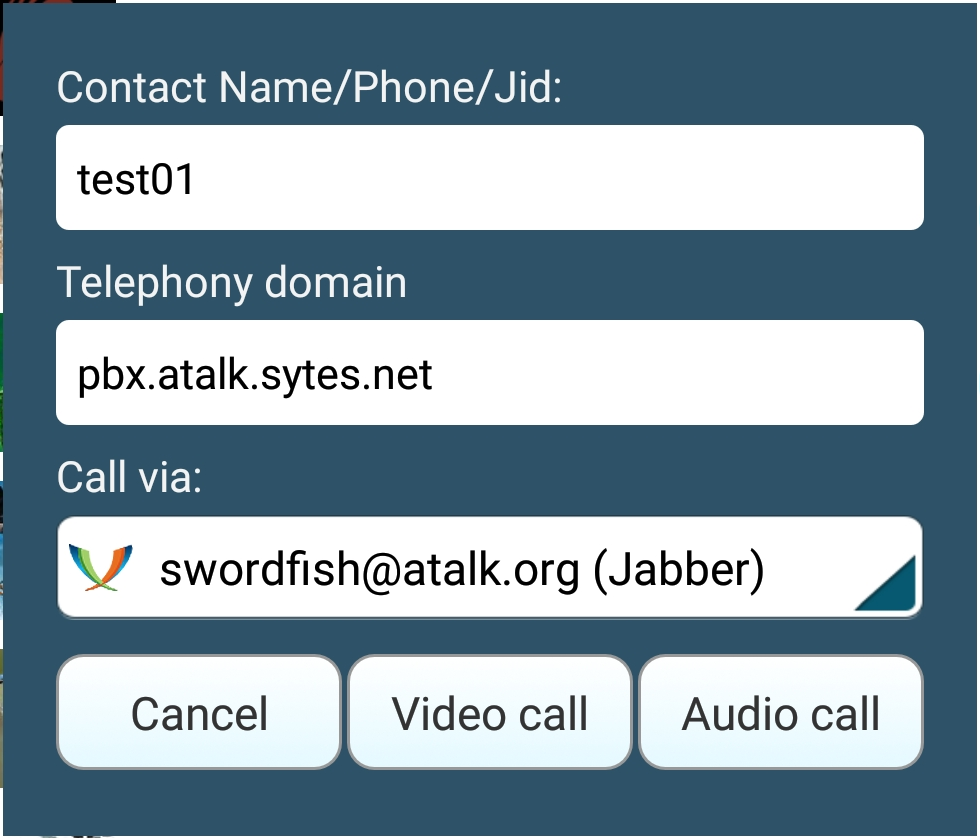 Contact Name/Phone/Jid:
test01
Telephony domain
pbx.atalk.sytes.net
Call via:
swordfish@atalk.org (Jabber)
Cancel
Video call
Audio call